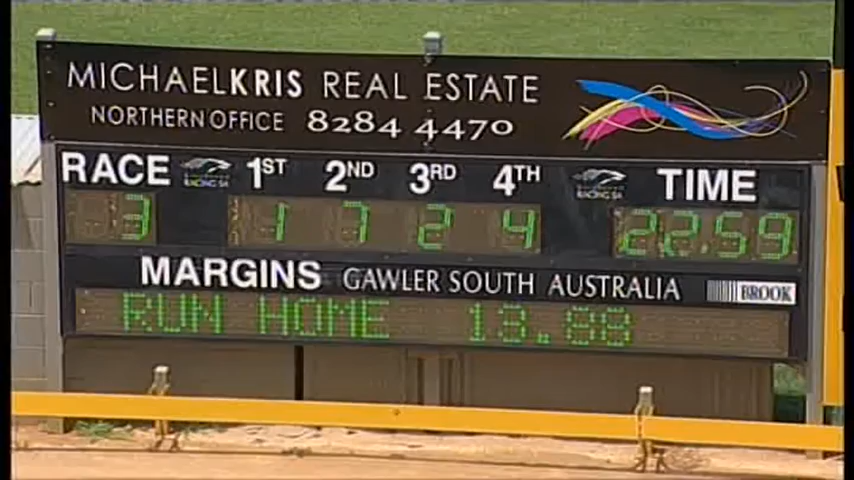 MICHAELKRIS REAL ESTATE
NORTHERN OFFICE 8284 4470
RACE 1ST 2ND 3RD 4TH TIME
3 1 7 2 4 22.59
MARGINS GAWLER SOUTH AUSTRALIA BROOK
RUN HOME 13.88